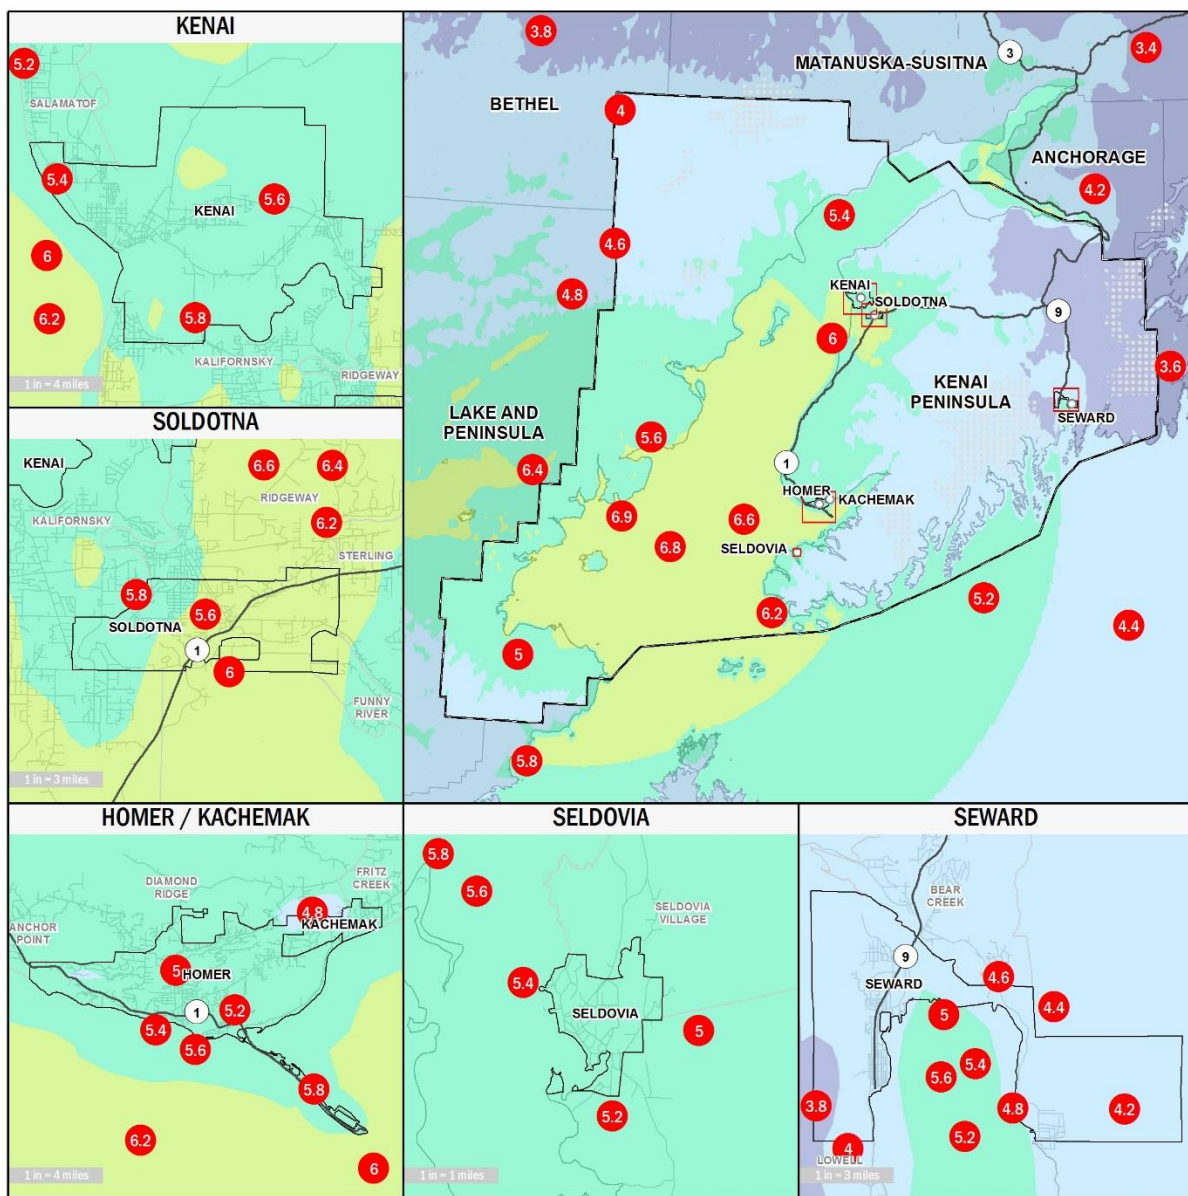 KENAI
5.2
SALAMATOF
5.4
KENAI
5.6
6
6.2
5.8
KALIFORNSKY
RIDGEWAY
1 in = 4 miles
3.8
MATANUSKA-SUSITNA
3
3.4
BETHEL
4
ANCHORAGE
4.2
5.4
4.6
4.8
KENAI
SOLDOTNA
9
6
3.6
KENAI
PENINSULA
SEWARD
LAKE AND
PENINSULA
5.6
6.4
1
HOMER
KACHEMAK
6.9
6.6
6.8
SELDOVIA
6.2
5.2
4.4
5
5.8
SOLDOTNA
KENAI
6.6
6.4
RIDGEWAY
KALIFORNSKY
6.2
STERLING
5.8
5.6
SOLDOTNA
1
6
FUNNY
RIVER
1 in = 3 miles
HOMER / KACHEMAK
DIAMOND
RIDGE
FRITZ
CREEK
4.8
KACHEMAK
ANCHOR
POINT
5
HOMER
1
5.2
5.4
5.6
5.8
6.2
6
1 in = 4 miles
SELDOVIA
5.8
5.6
SELDOVIA
VILLAGE
5.4
SELDOVIA
5
5.2
1 in = 1 miles
SEWARD
BEAR
CREEK
9
SEWARD
4.6
4.4
5
5.4
5.6
3.8
4.8
4.2
5.2
4
LOWELL
1 in = 3 miles